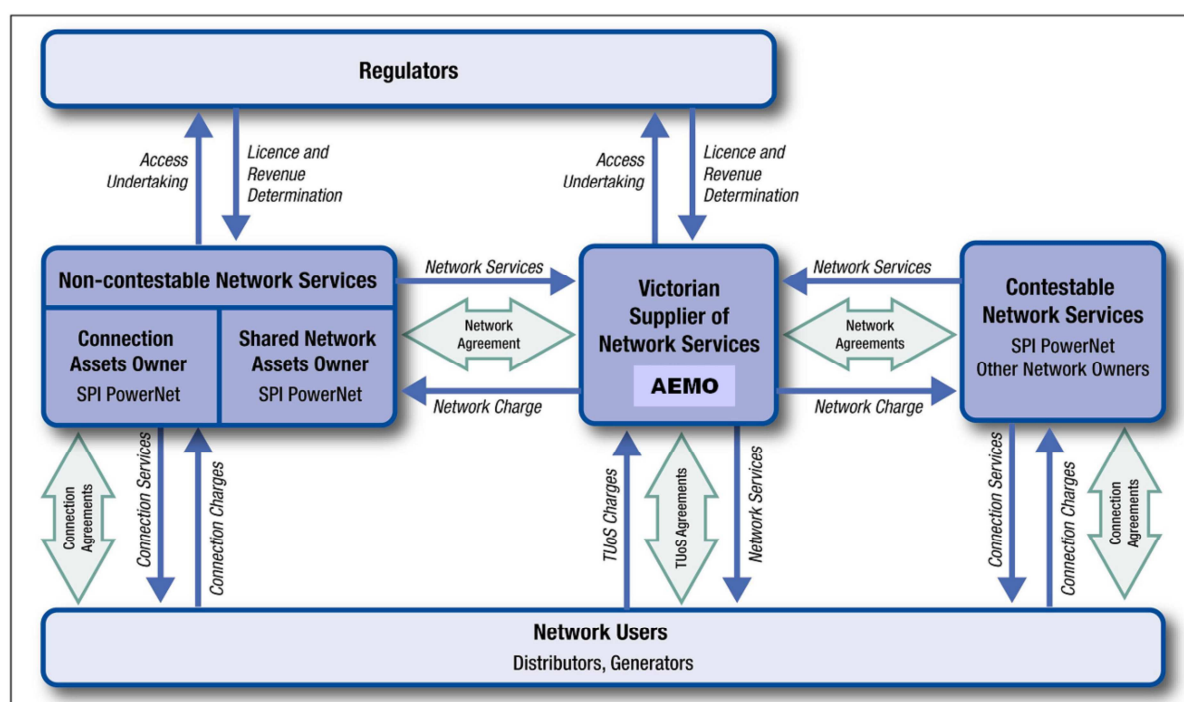 Regulators
Access
Undertaking
Licence and
Revenue
Determination
Access
Undertaking
Licence and
Revenue
Determination
Non-contestable Network Services
Connection
Assets Owner
SPI PowerNet
Shared Network
Assets Owner
SPI PowerNet
Network Services
Network
Agreement
Network Charge
Victorian
Supplier of
Network Services
AEMO
Network Services
Network
Agreements
Network Charge
Contestable
Network Services
SPI PowerNet
Other Network Owners
Connection
Agreements
Connection Services
Connection Charges
TUoS Charges
TUoS Agreements
Network Services
Connection Services
Connection Charges
Connection
Agreements
Network Users
Distributors, Generators